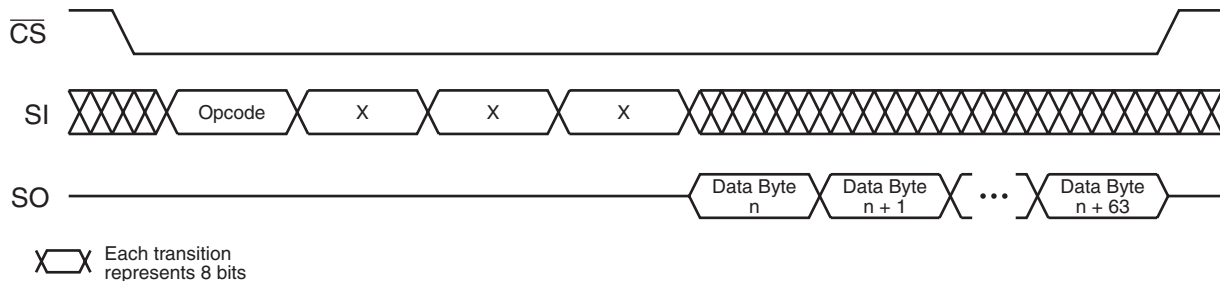 CS
SI
Opcode
X
X
X
SO
Data Byte
n
Data Byte
n + 1
•••
Data Byte
n + 63
Each transition
represents 8 bits